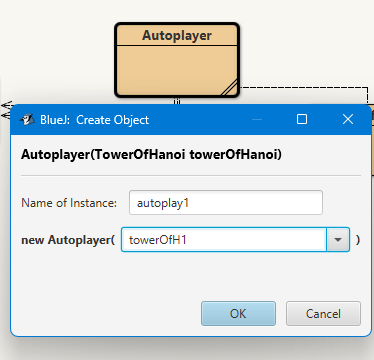 Autoplayer
BlueJ: Create Object
Autoplayer(TowerOfHanoi towerOfHanoi)
Name of Instance: autoplay1
new Autoplayer( towerOfH1 )
OK Cancel